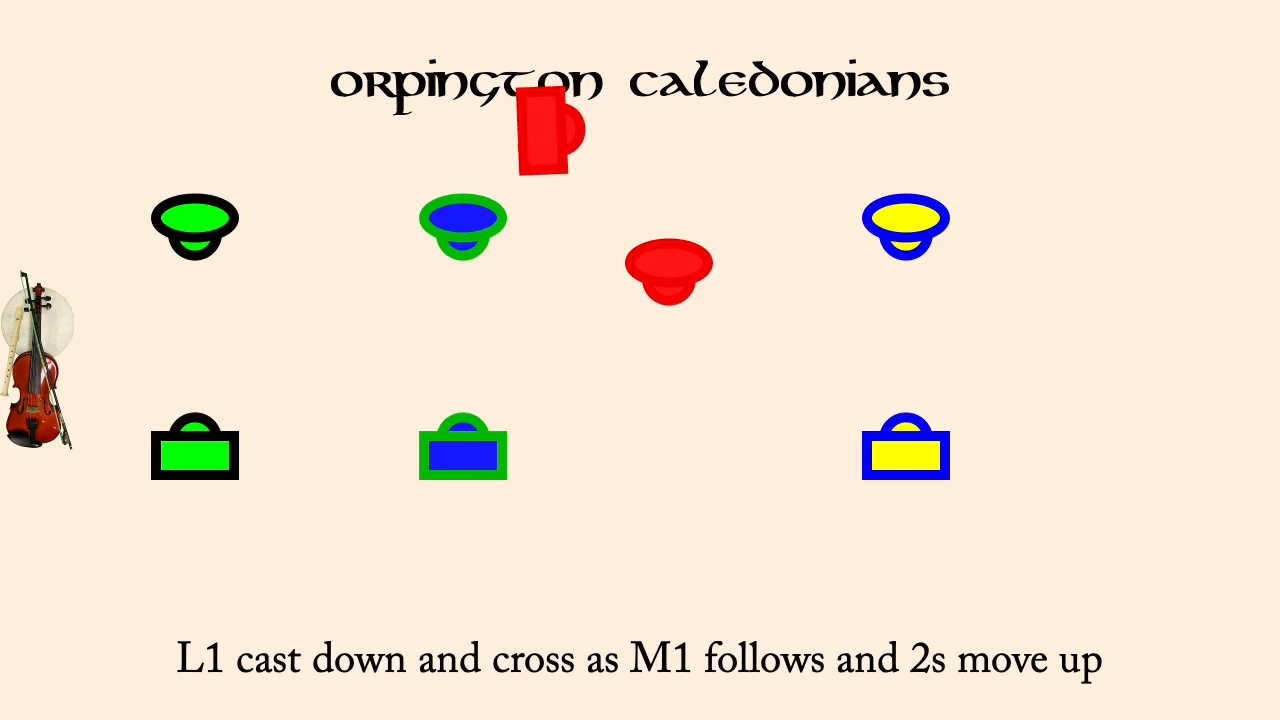 orpington caledonians
L1 cast down and cross as M1 follows and 2s move up